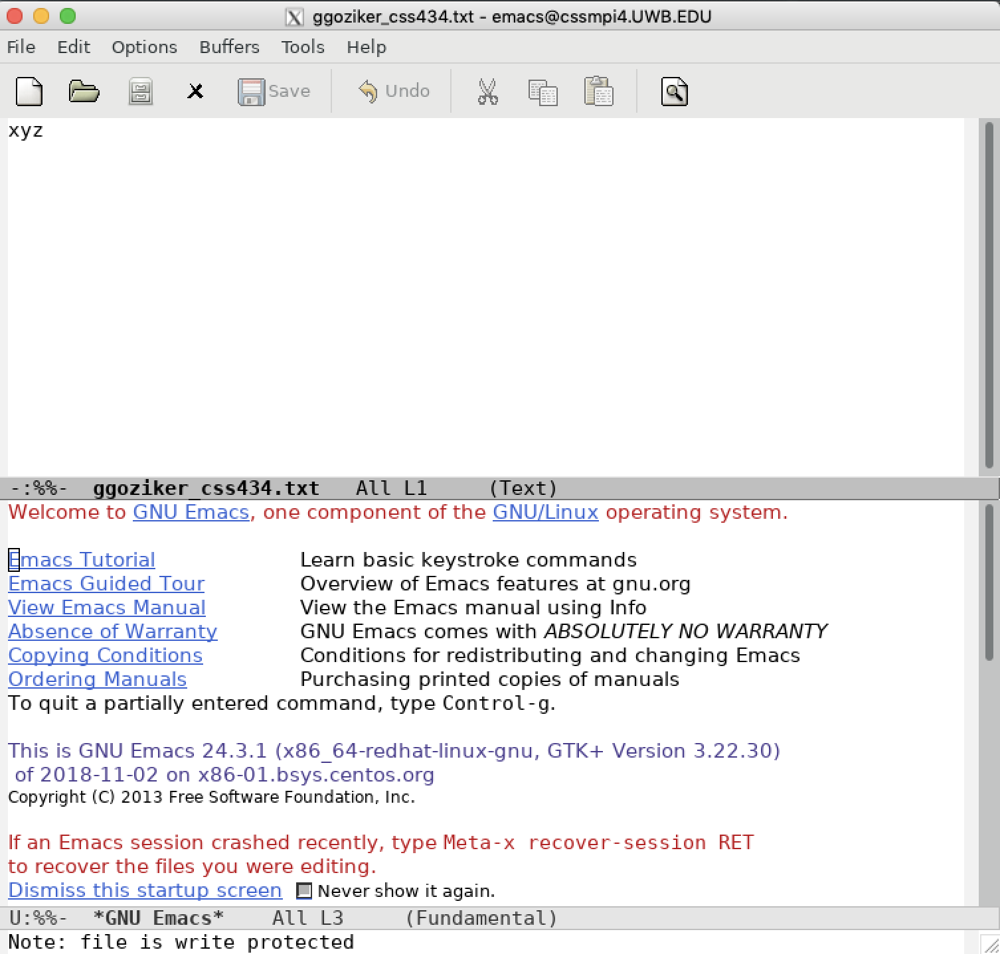 ggoziker_css434.txt - emacs@cssmpi4.UWB.EDU
File Edit Options Buffers Tools Help
Save Undo
xyz
-:%%-  ggoziker_css434.txt   All L1     (Text)
Welcome to GNU Emacs, one component of the GNU/Linux operating system.
Emacs Tutorial Learn basic keystroke commands
Emacs Guided Tour Overview of Emacs features at gnu.org
View Emacs Manual View the Emacs manual using Info
Absence of Warranty GNU Emacs comes with ABSOLUTELY NO WARRANTY
Copying Conditions Conditions for redistributing and changing Emacs
Ordering Manuals Purchasing printed copies of manuals
To quit a partially entered command, type Control-g.
This is GNU Emacs 24.3.1 (x86_64-redhat-linux-gnu, GTK+ Version 3.22.30)
of 2018-11-02 on x86-01.bsys.centos.org
Copyright (C) 2013 Free Software Foundation, Inc.
If an Emacs session crashed recently, type Meta-x recover-session RET
to recover the files you were editing.
Dismiss this startup screen Never show it again.
U:%%-  *GNU Emacs*    All L3     (Fundamental)
Note: file is write protected